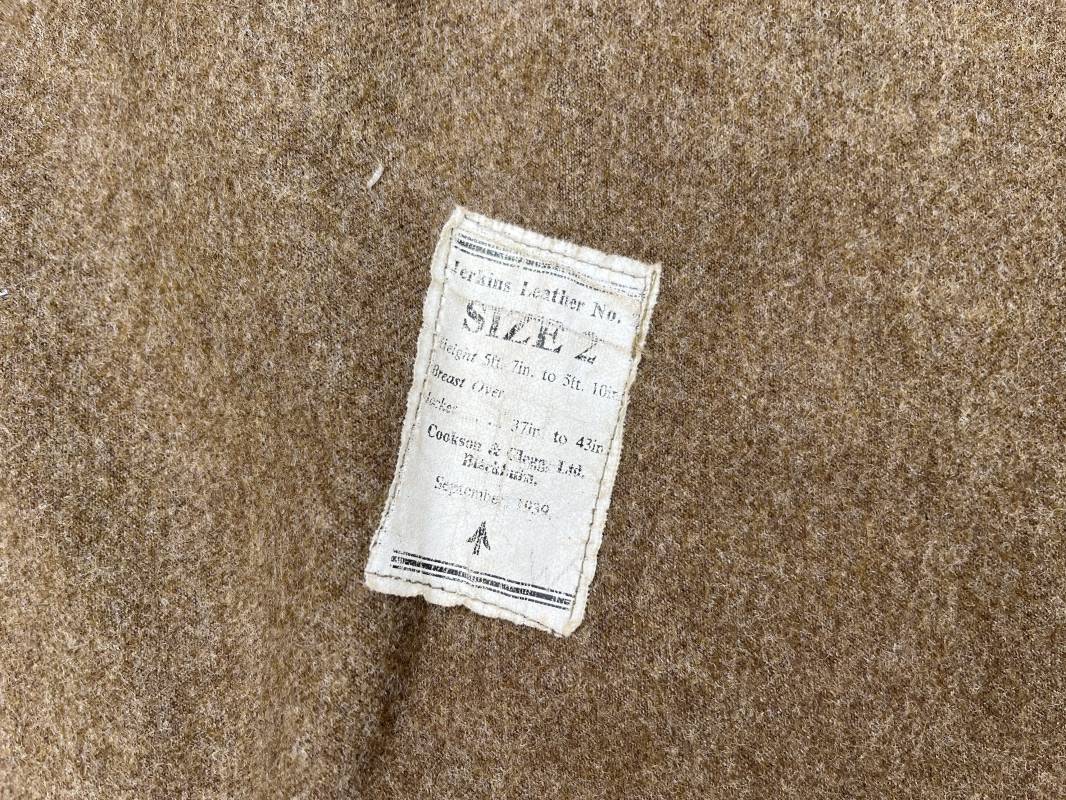 Jerkins Leather No.
SIZE 2
Height 5ft. 7in. to 5ft. 10in
Breast Over
37in. to 43in
Cookson & Clegg Ltd.
Blackburn,
September, 1939